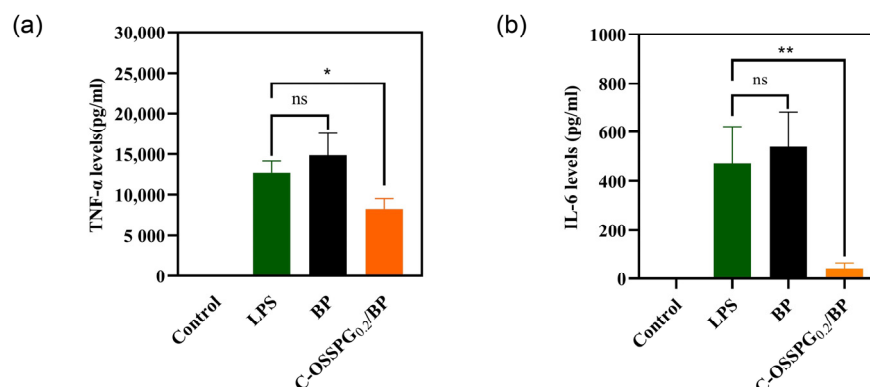 (a)
TNF-α levels(pg/ml)
30,000
25,000
20,000
15,000
10,000
5 000
0
*
ns
Control
LPS
BP
C-OSSPG0.2/BP
(b)
IL-6 levels (pg/ml)
1000
800
600
400
200
0
**
ns
Control
LPS
BP
C-OSSPG0.2/BP